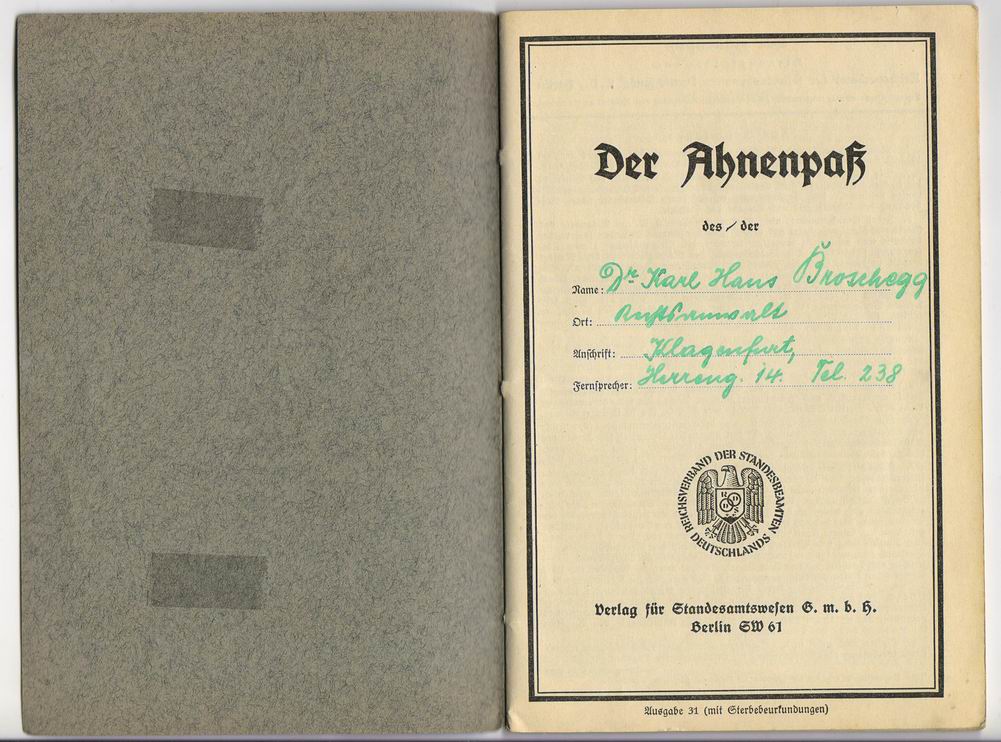 Der Ahnenpaß
des / der
Name: Dr. Karl Hans Broschegg
Ort: Rechtsanwalt
Anschrift: Klagenfurt,
Fernsprecher: Herreng. 14. Tel. 238
REICHSVERBAND DER STANDESBEAMTEN DEUTSCHLANDS
R D S
Verlag für Standesamtswesen G. m. b. H.
Berlin SW 61
Ausgabe 31 (mit Sterbebeurkundungen)